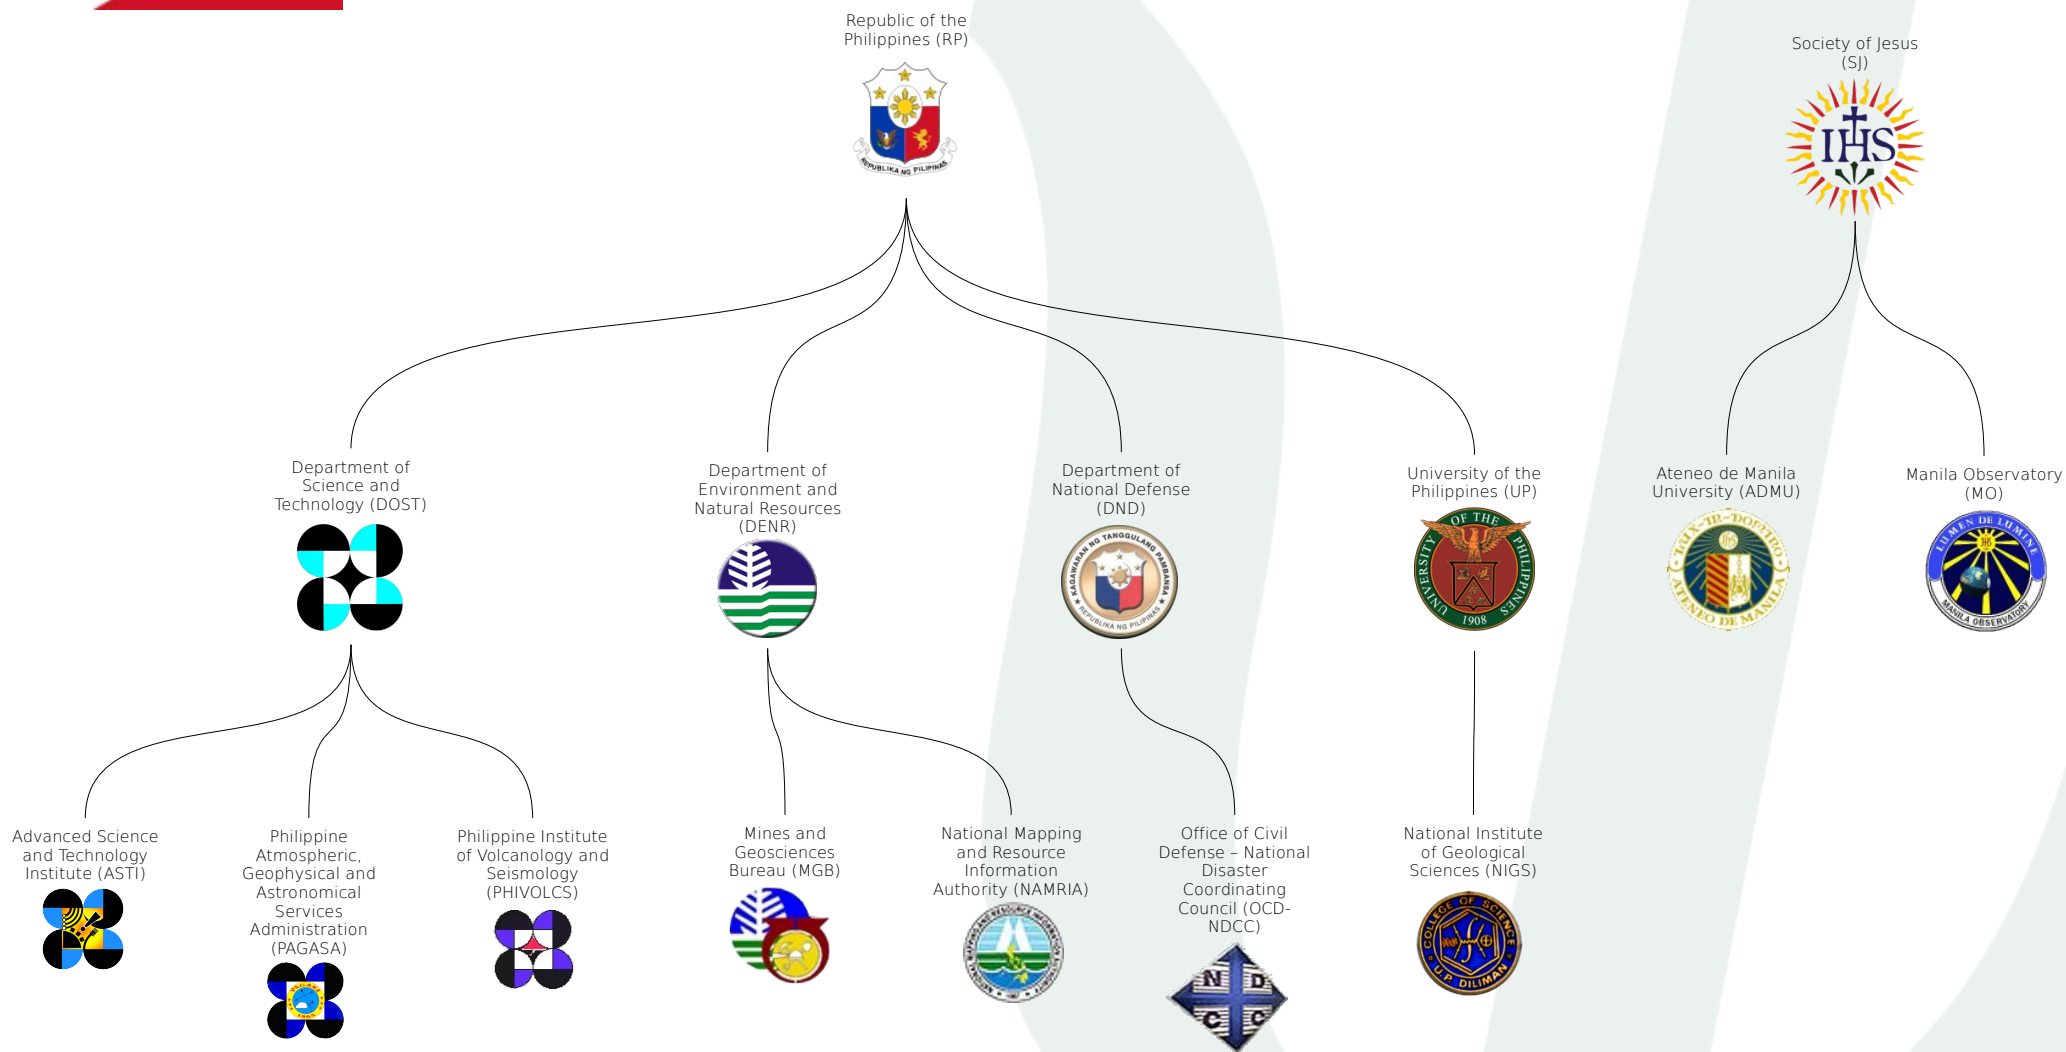 Republic of the
Philippines (RP)
REPUBLIKA NG PILIPINAS
Society of Jesus
(SJ)
IHS
Department of
Science and
Technology (DOST)
Department of
Environment and
Natural Resources
(DENR)
Department of
National Defense
(DND)
KAGAWARAN NG TANGGULANG PAMBANSA
REPUBLIKA NG PILIPINAS
University of the
Philippines (UP)
UNIVERSITY OF THE PHILIPPINES
1908
Ateneo de Manila
University (ADMU)
ATENEO DE MANILA
Manila Observatory
(MO)
LUMEN DE LUMINE
IHS
MANILA OBSERVATORY
Advanced Science
and Technology
Institute (ASTI)
Philippine
Atmospheric,
Geophysical and
Astronomical
Services
Administration
(PAGASA)
PAGASA
Philippine Institute
of Volcanology and
Seismology
(PHIVOLCS)
Mines and
Geosciences
Bureau (MGB)
National Mapping
and Resource
Information
Authority (NAMRIA)
Office of Civil
Defense – National
Disaster
Coordinating
Council (OCD-
NDCC)
N D
C C
National Institute
of Geological
Sciences (NIGS)
COLLEGE OF SCIENCE
U.P. DILIMAN